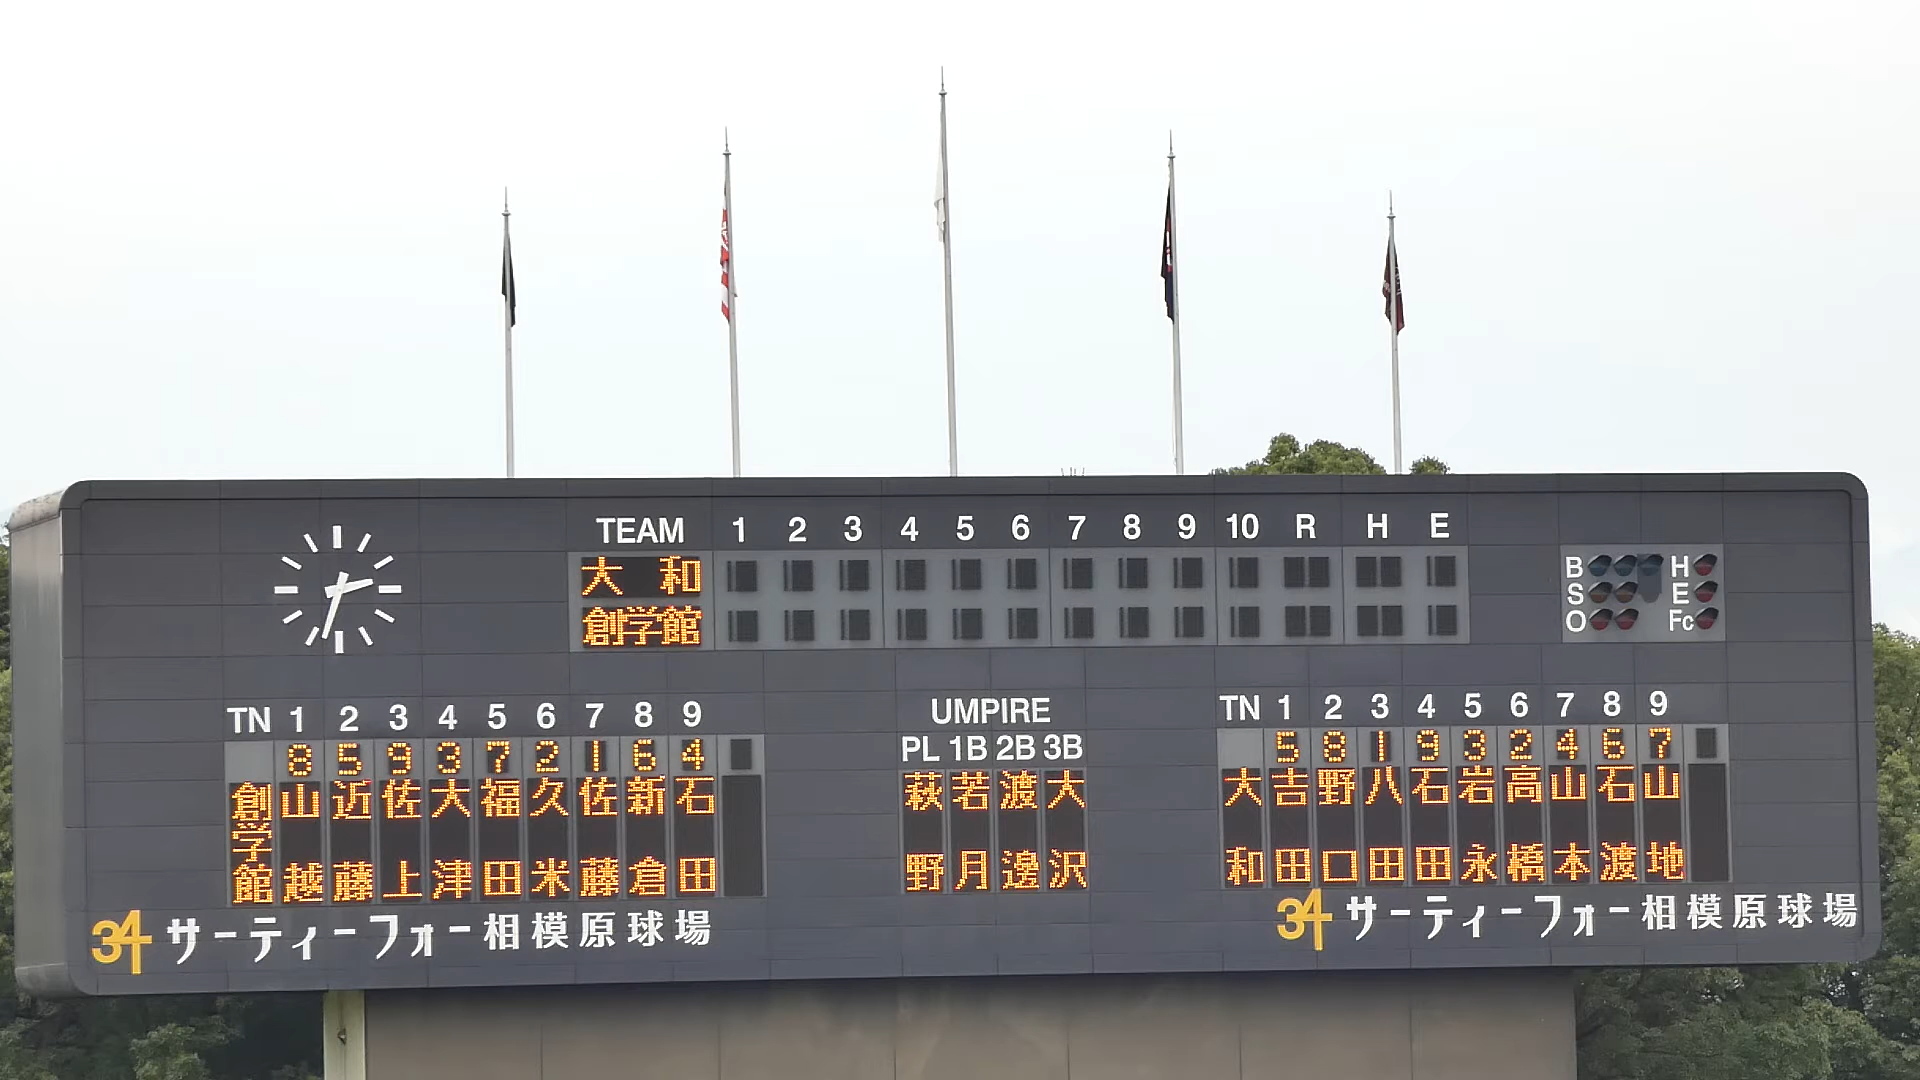 TEAM 1 2 3 4 5 6 7 8 9 10 R H E
大和
創学館
B H
S E
O Fc
TN 1 2 3 4 5 6 7 8 9
8 5 9 3 7 2 1 6 4
創学館 山越 近藤 佐上 大津 福田 久米 佐藤 新倉 石田
UMPIRE
PL 1B 2B 3B
萩野 若月 渡邊 大沢
TN 1 2 3 4 5 6 7 8 9
5 8 1 9 3 2 4 6 7
大和 吉田 野口 八田 石田 岩永 高橋 山本 石渡 山地
34 サーティーフォー相模原球場
34 サーティーフォー相模原球場